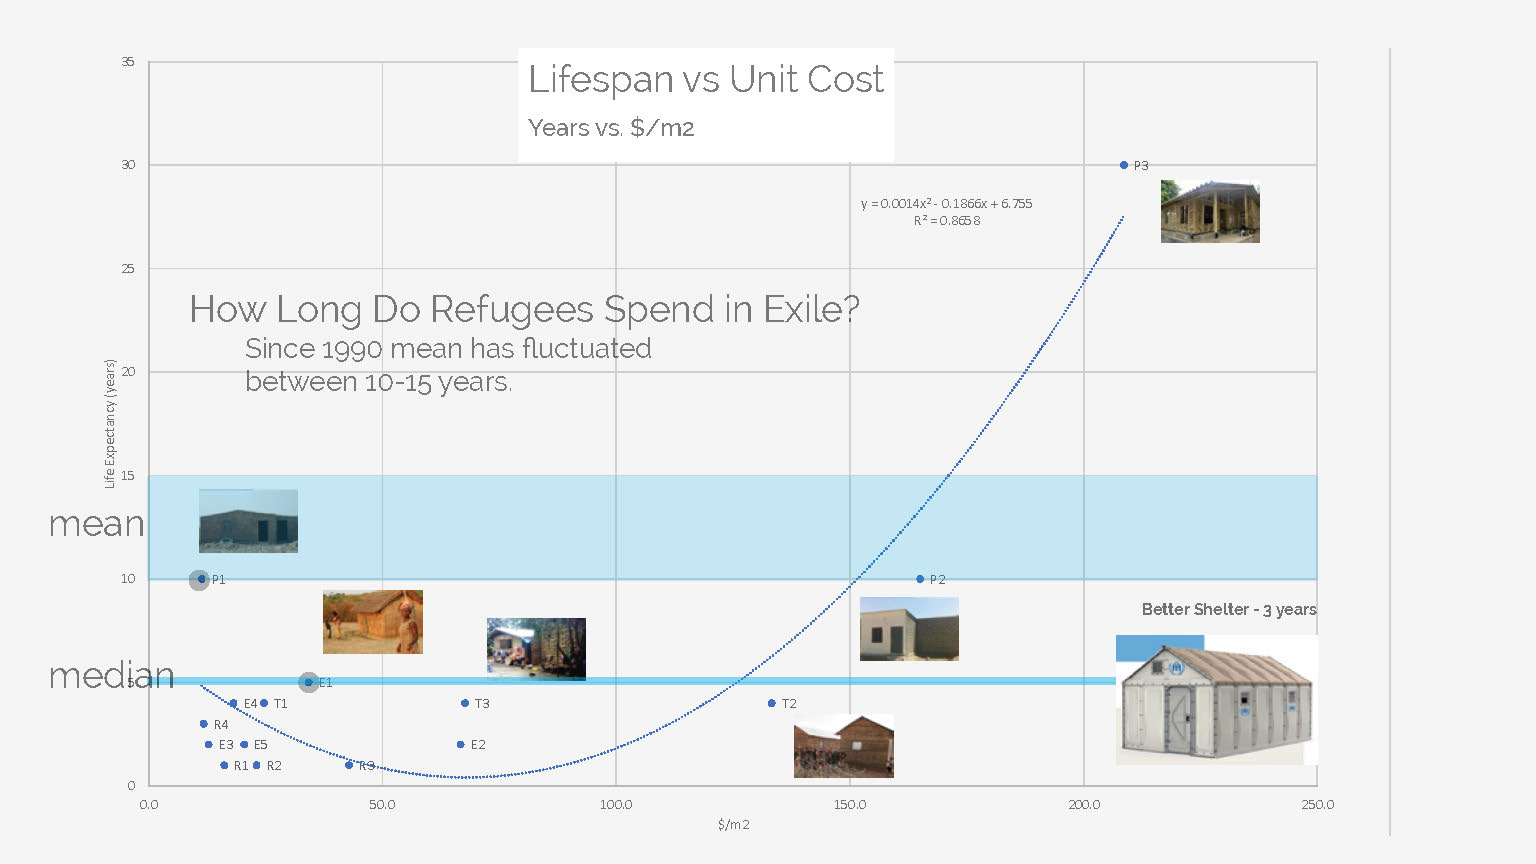 Lifespan vs Unit Cost
Years vs. $/m2
35
30
25
20
15
10
5
0
Life Expectancy (years)
P3
y = 0.0014x² - 0.1866x + 6.755
R² = 0.8658
How Long Do Refugees Spend in Exile?
Since 1990 mean has fluctuated
between 10-15 years.
mean
P1
P2
Better Shelter - 3 years
median
E1
E4
T1
T3
T2
R4
E3
E5
E2
R1
R2
R3
0.0
50.0
100.0
150.0
200.0
250.0
$/m2